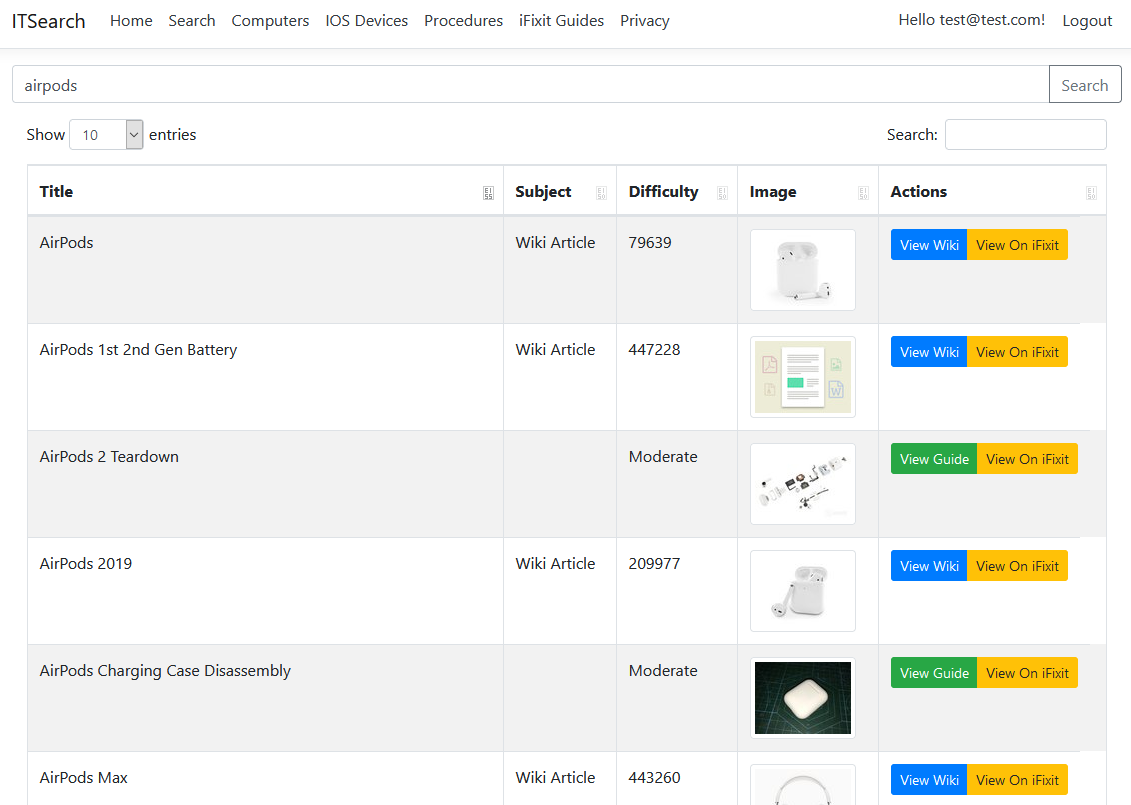 ITSearch Home Search Computers IOS Devices Procedures iFixit Guides Privacy Hello test@test.com! Logout
airpods Search
Show 10 entries Search:
Title Subject Difficulty Image Actions
AirPods Wiki Article 79639 View Wiki View On iFixit
AirPods 1st 2nd Gen Battery Wiki Article 447228 View Wiki View On iFixit
AirPods 2 Teardown Moderate View Guide View On iFixit
AirPods 2019 Wiki Article 209977 View Wiki View On iFixit
AirPods Charging Case Disassembly Moderate View Guide View On iFixit
AirPods Max Wiki Article 443260 View Wiki View On iFixit